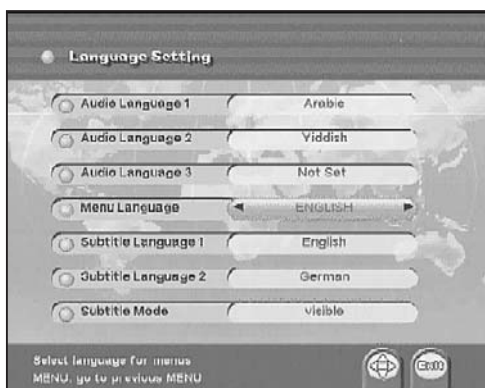 Language Setting
Audio Language 1 Arabic
Audio Language 2 Yiddish
Audio Language 3 Not Set
Menu Language ENGLISH
Subtitle Language 1 English
Subtitle Language 2 German
Subtitle Mode visible
Select language for menus
MENU, go to previous MENU
EXIT